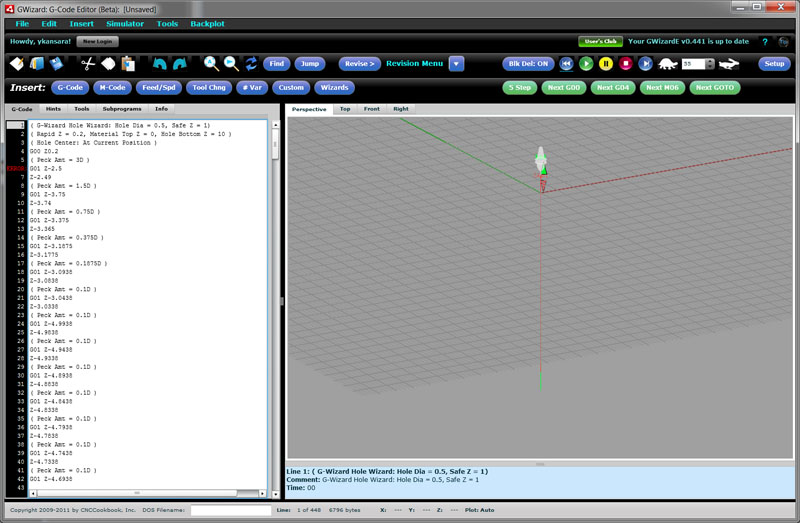 GWizard: G-Code Editor (Beta): [Unsaved]
File Edit Insert Simulator Tools Backplot
Howdy, ykansara! New Login User's Club Your GWizardE v0.441 is up to date ?
Find Jump Revise > Revision Menu Blk Del: ON 35 Setup
Insert: G-Code M-Code Feed/Spd Tool Chng # Var Custom Wizards S Step Next G00 Next G04 Next M06 Next GOTO
G-Code Hints Tools Subprograms Info
Perspective Top Front Right
1 ( G-Wizard Hole Wizard: Hole Dia = 0.5, Safe Z = 1)
2 ( Rapid Z = 0.2, Material Top Z = 0, Hole Bottom Z = 10 )
3 ( Hole Center: At Current Position )
4 G00 Z0.2
5 ( Peck Amt = 3D )
ERROR G01 Z-2.5
7 Z-2.49
8 ( Peck Amt = 1.5D )
9 G01 Z-3.75
10 Z-3.74
11 ( Peck Amt = 0.75D )
12 G01 Z-3.375
13 Z-3.365
14 ( Peck Amt = 0.375D )
15 G01 Z-3.1875
16 Z-3.1775
17 ( Peck Amt = 0.1875D )
18 G01 Z-3.0938
19 Z-3.0838
20 ( Peck Amt = 0.1D )
21 G01 Z-3.0438
22 Z-3.0338
23 ( Peck Amt = 0.1D )
24 G01 Z-4.9938
25 Z-4.9838
26 ( Peck Amt = 0.1D )
27 G01 Z-4.9438
28 Z-4.9338
29 ( Peck Amt = 0.1D )
30 G01 Z-4.8938
31 Z-4.8838
32 ( Peck Amt = 0.1D )
33 G01 Z-4.8438
34 Z-4.8338
35 ( Peck Amt = 0.1D )
36 G01 Z-4.7938
37 Z-4.7838
38 ( Peck Amt = 0.1D )
39 G01 Z-4.7438
40 Z-4.7338
41 ( Peck Amt = 0.1D )
42 G01 Z-4.6938
43
Line 1: ( G-Wizard Hole Wizard: Hole Dia = 0.5, Safe Z = 1)
Comment: G-Wizard Hole Wizard: Hole Dia = 0.5, Safe Z = 1
Time: 00
Copyright 2009-2011 by CNCCookbook, Inc. DOS Filename: Line: 1 of 448 6796 bytes X: --- Y: --- Z: --- Plot: Auto